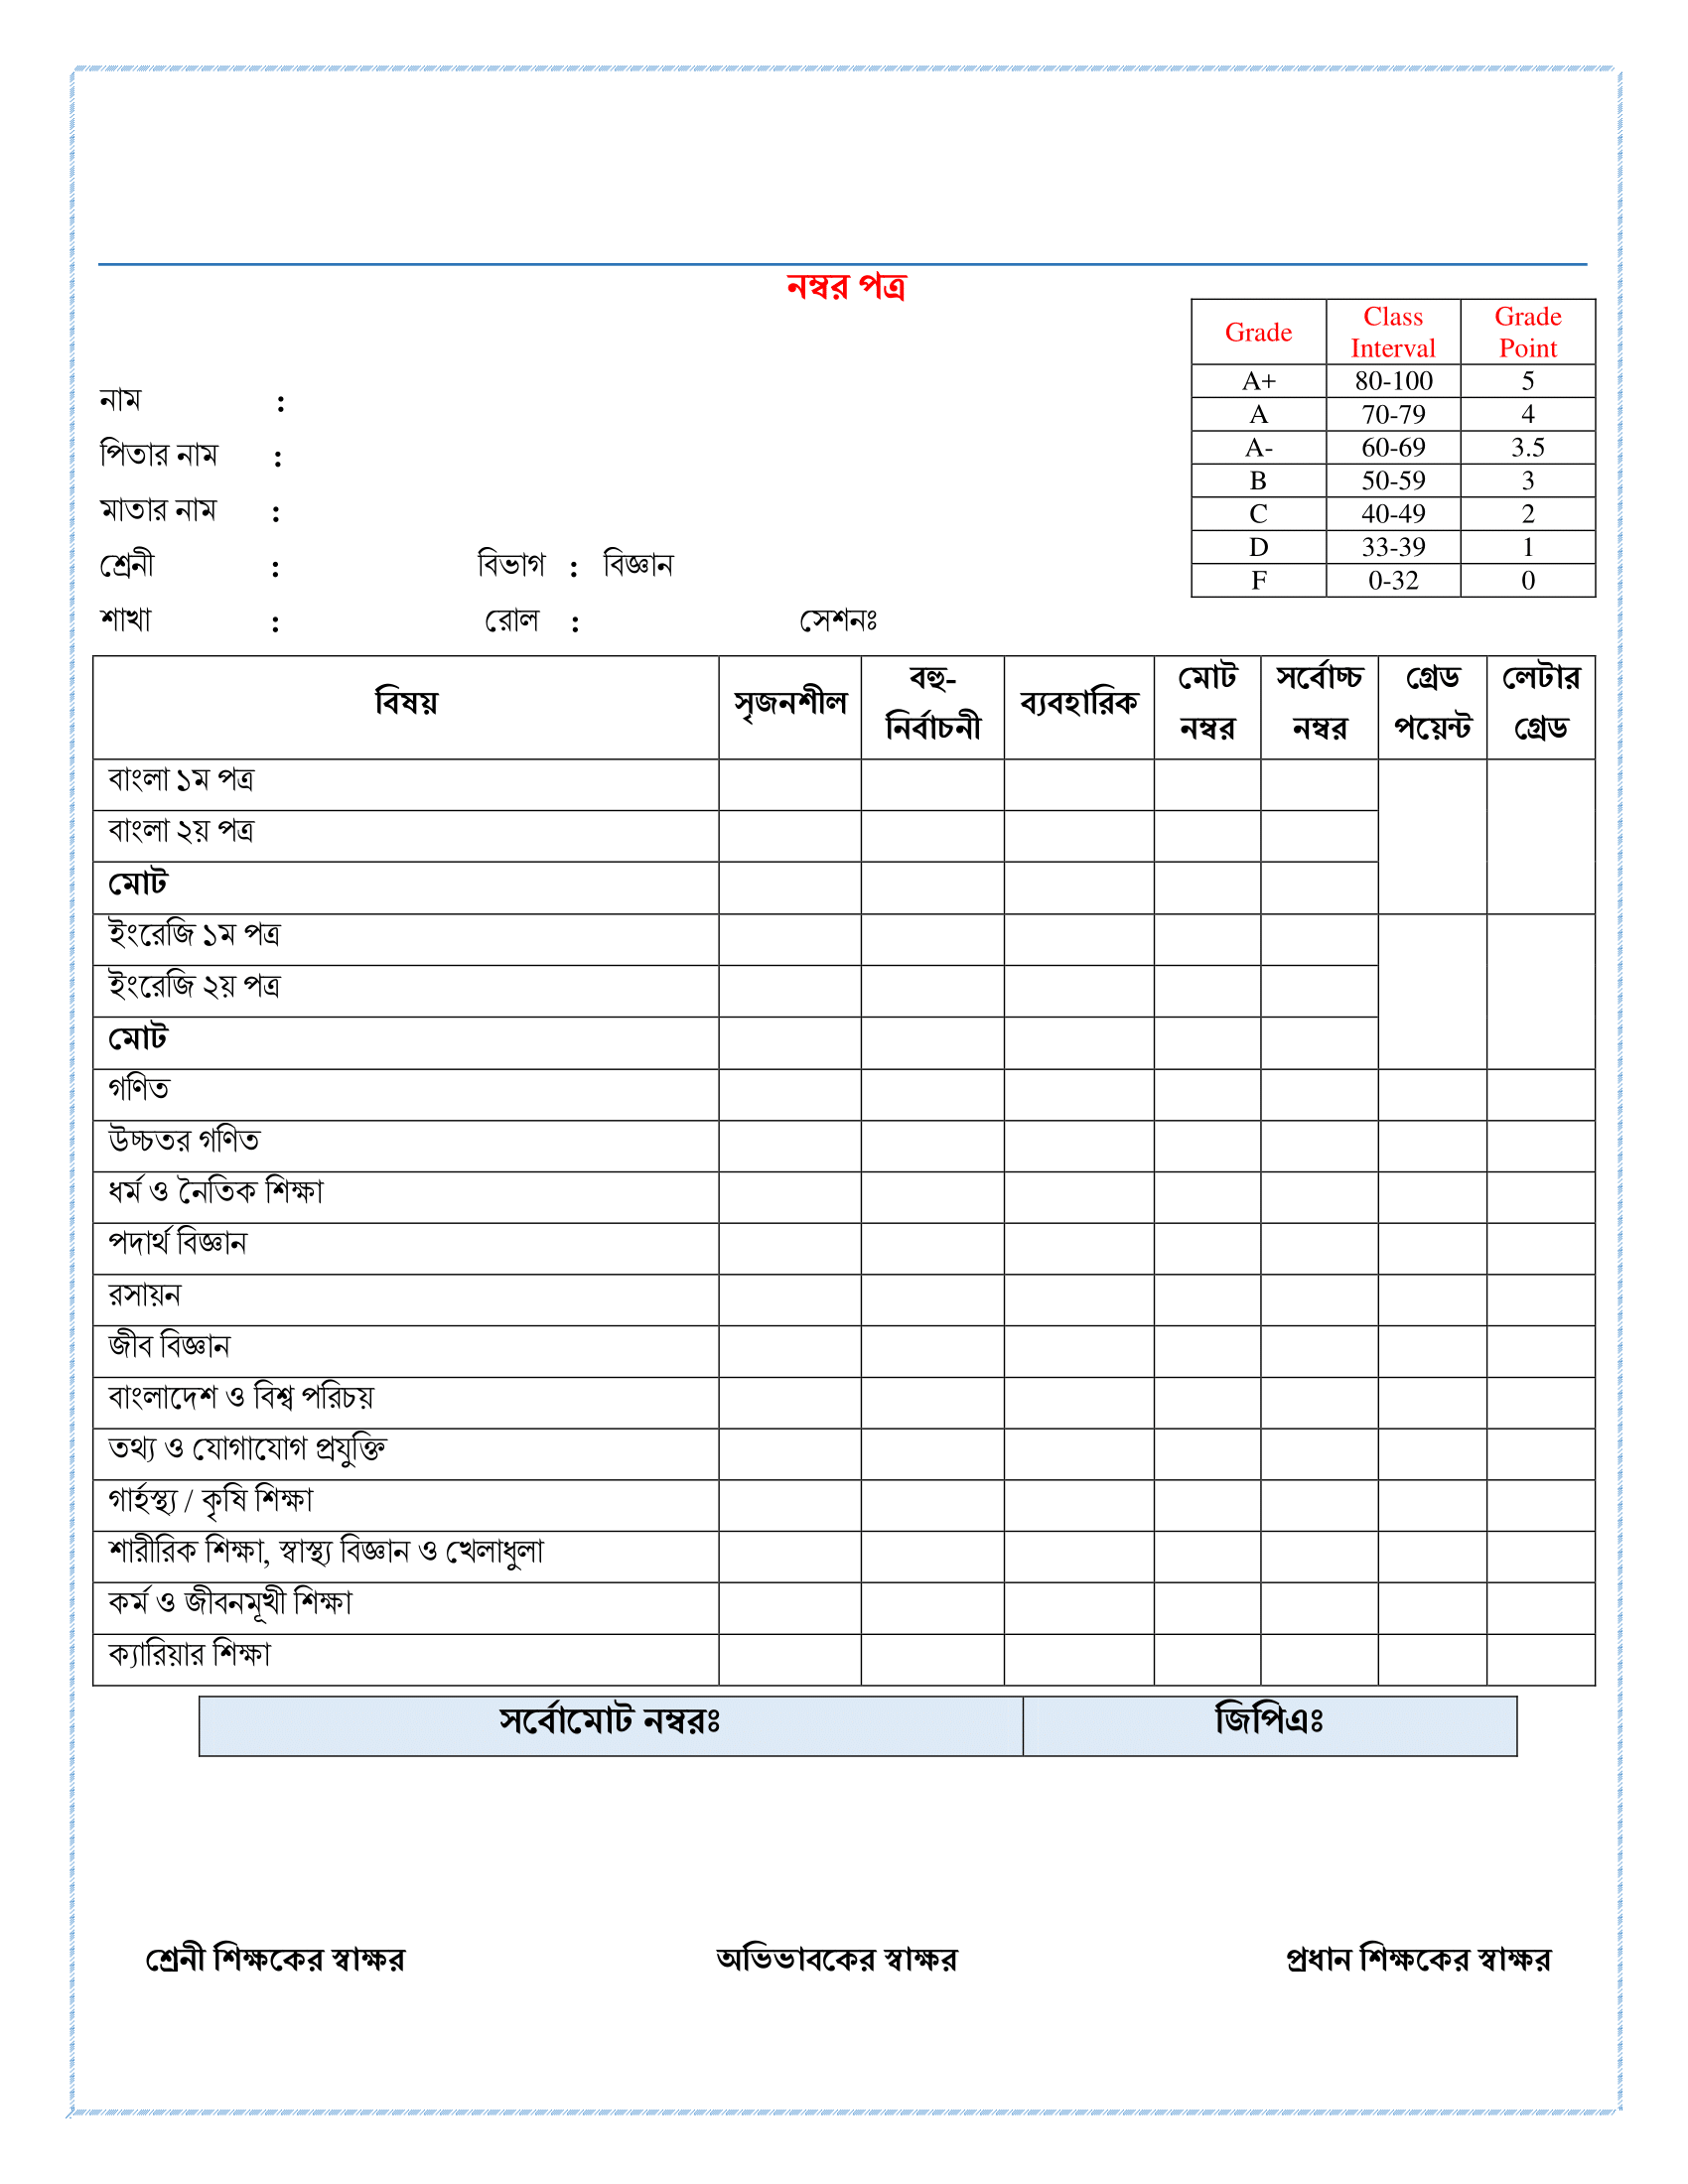 নম্বর পত্র
Grade Class Interval Grade Point
A+ 80-100 5
A 70-79 4
A- 60-69 3.5
B 50-59 3
C 40-49 2
D 33-39 1
F 0-32 0
নাম :
পিতার নাম :
মাতার নাম :
শ্রেনী : বিভাগ : বিজ্ঞান
শাখা : রোল : সেশনঃ
বিষয় সৃজনশীল বহু-নির্বাচনী ব্যবহারিক মোট নম্বর সর্বোচ্চ নম্বর গ্রেড পয়েন্ট লেটার গ্রেড
বাংলা ১ম পত্র
বাংলা ২য় পত্র
মোট
ইংরেজি ১ম পত্র
ইংরেজি ২য় পত্র
মোট
গণিত
উচ্চতর গণিত
ধর্ম ও নৈতিক শিক্ষা
পদার্থ বিজ্ঞান
রসায়ন
জীব বিজ্ঞান
বাংলাদেশ ও বিশ্ব পরিচয়
তথ্য ও যোগাযোগ প্রযুক্তি
গার্হস্থ্য / কৃষি শিক্ষা
শারীরিক শিক্ষা, স্বাস্থ্য বিজ্ঞান ও খেলাধুলা
কর্ম ও জীবনমূখী শিক্ষা
ক্যারিয়ার শিক্ষা
সর্বোমোট নম্বরঃ জিপিএঃ
শ্রেনী শিক্ষকের স্বাক্ষর অভিভাবকের স্বাক্ষর প্রধান শিক্ষকের স্বাক্ষর